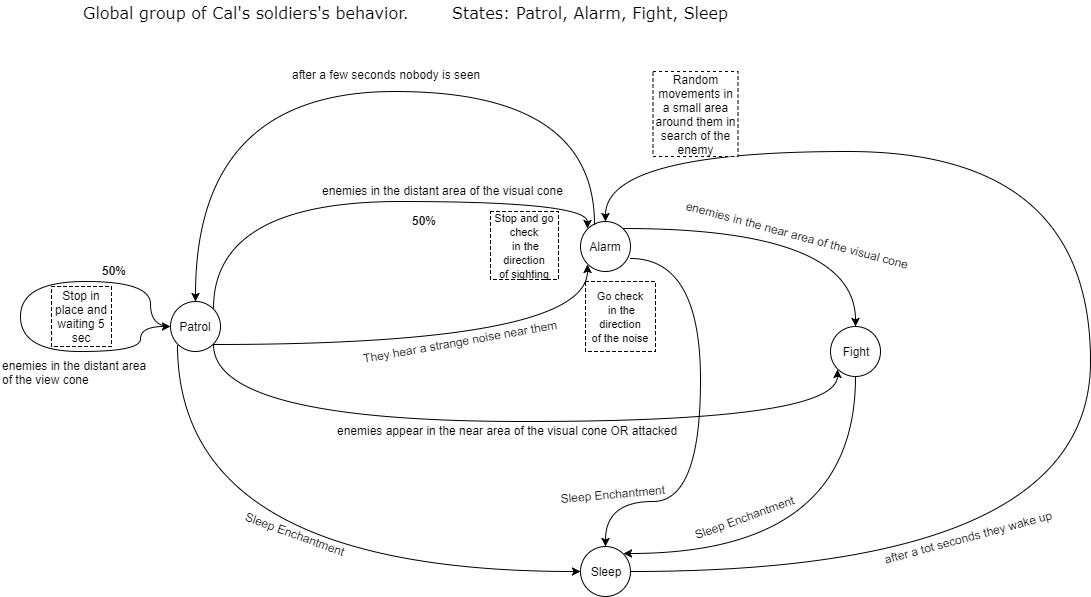 Global group of Cal's soldiers's behavior.
States: Patrol, Alarm, Fight, Sleep
after a few seconds nobody is seen
Random
movements in
a small area
around them in
search of the
enemy
enemies in the distant area of the visual cone
50%
Stop and go
check
in the
direction
of sighting
Alarm
enemies in the near area of the visual cone
50%
Stop in
place and
waiting 5
sec
Patrol
enemies in the distant area
of the view cone
They hear a strange noise near them
Go check
in the
direction
of the noise
Fight
enemies appear in the near area of the visual cone OR attacked
Sleep Enchantment
Sleep Enchantment
Sleep Enchantment
after a tot seconds they wake up
Sleep